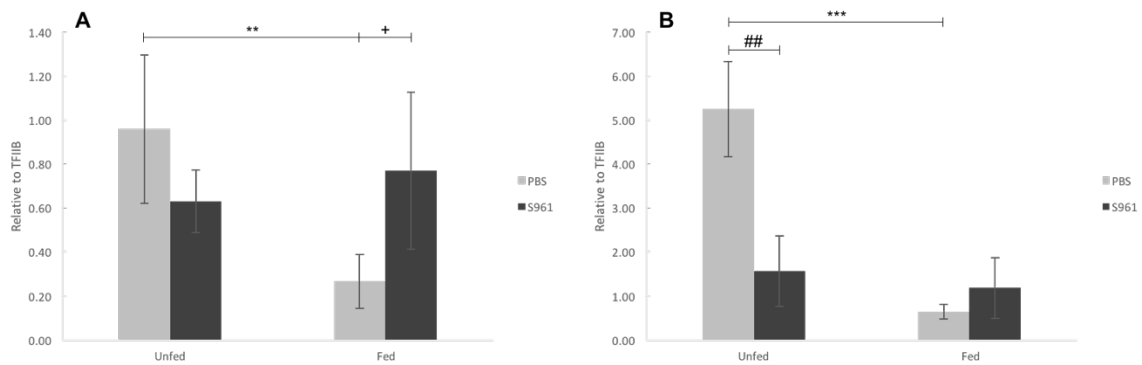 A
1.40
1.20
1.00
0.80
0.60
0.40
0.20
0.00
Relative to TFIIB
**
+
Unfed
Fed
PBS
S961
B
7.00
6.00
5.00
4.00
3.00
2.00
1.00
0.00
Relative to TFIIB
***
##
Unfed
Fed
PBS
S961